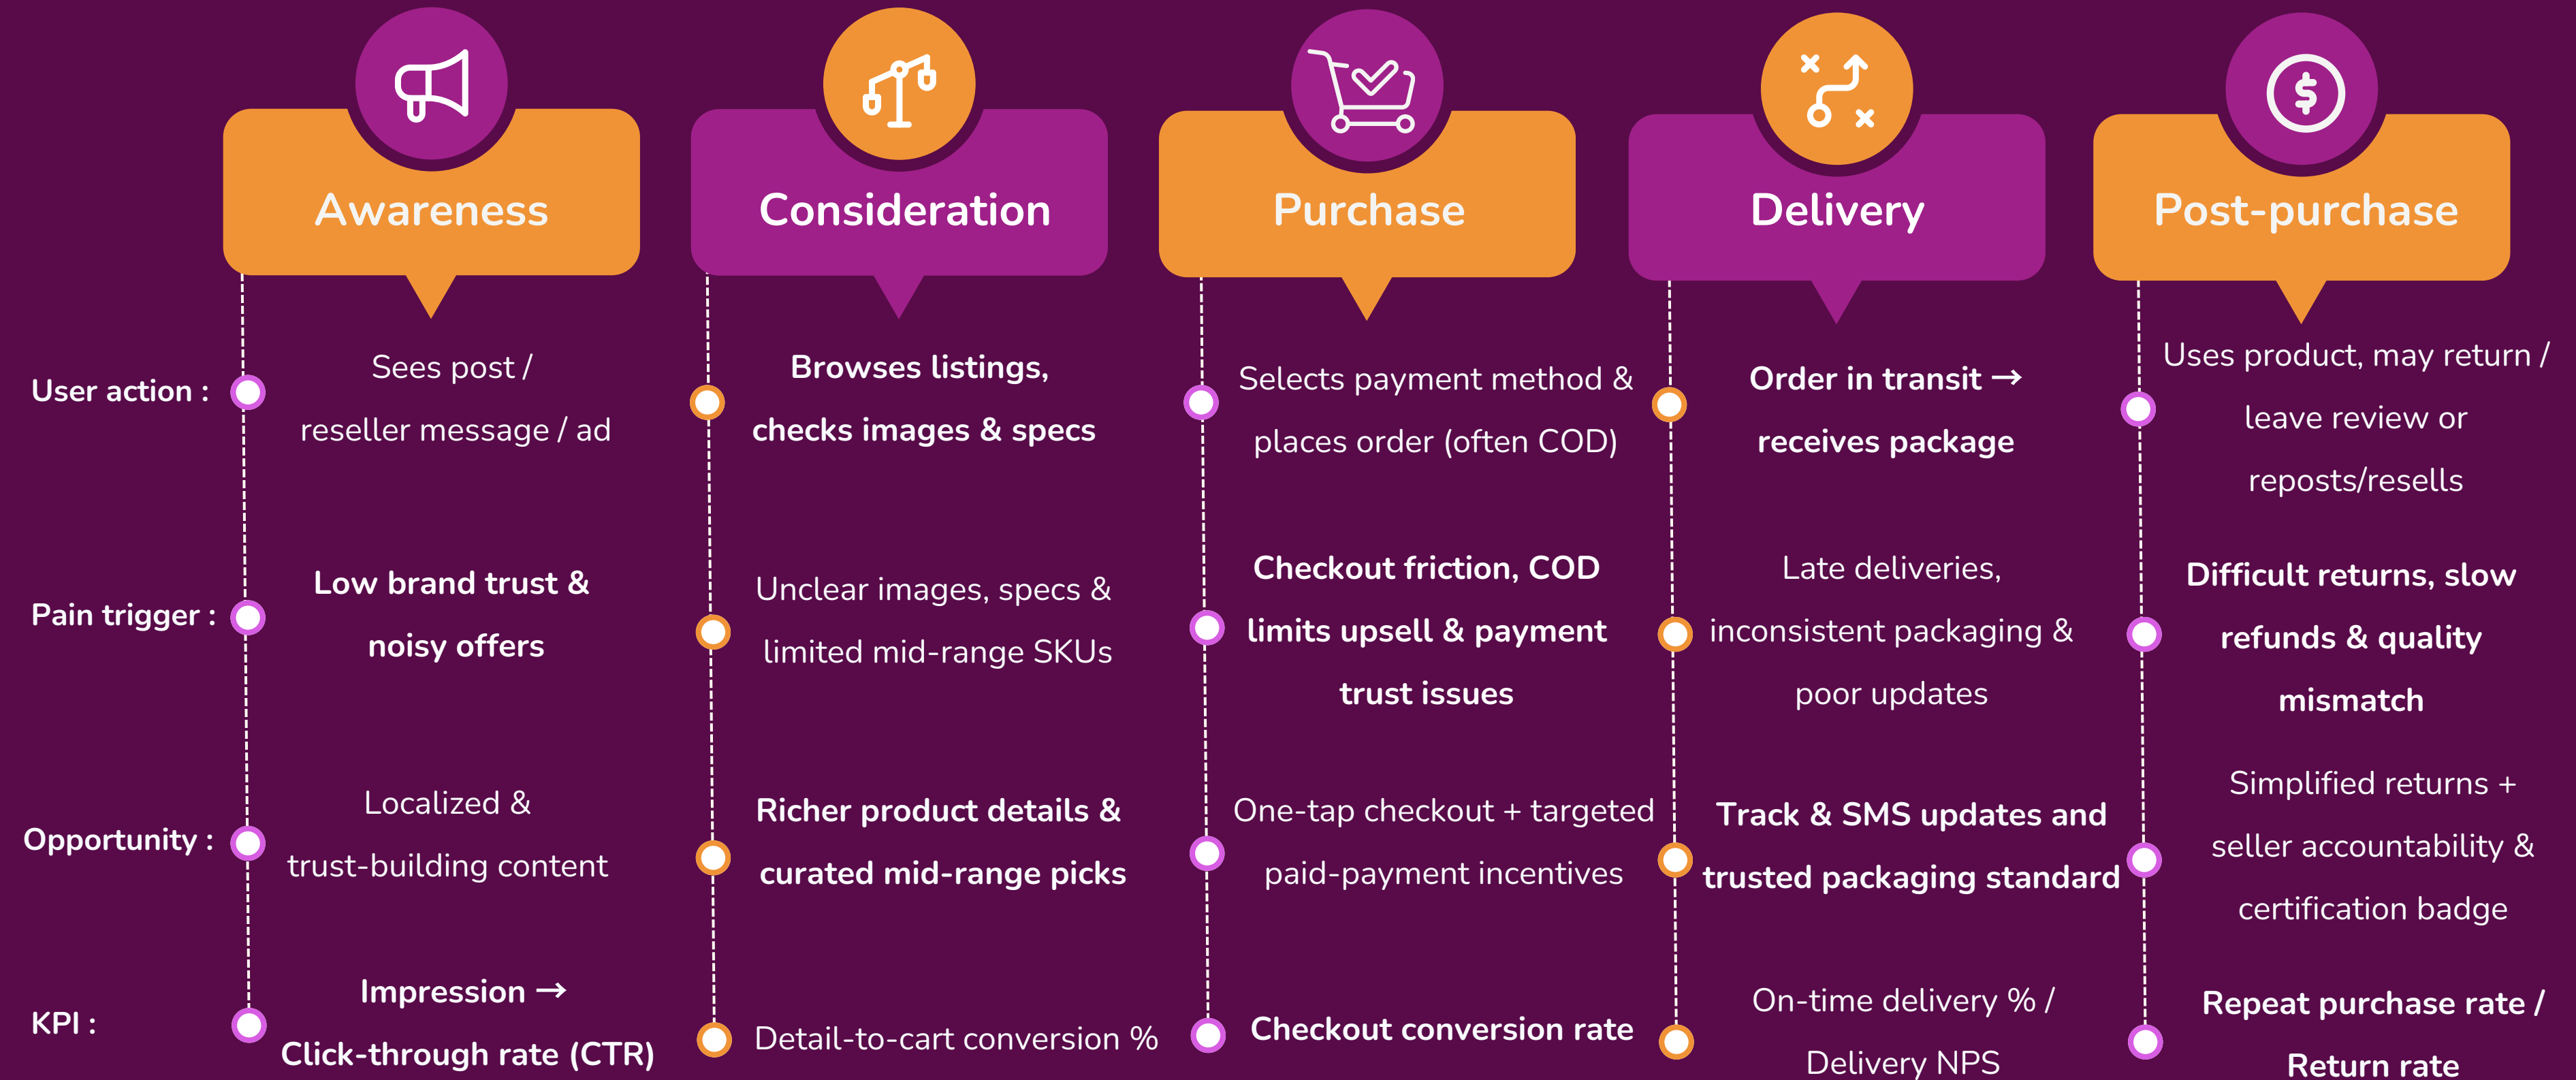 Awareness
Consideration
Purchase
Delivery
Post-purchase
User action :
Sees post /
reseller message / ad
Browses listings,
checks images & specs
Selects payment method &
places order (often COD)
Order in transit →
receives package
Uses product, may return /
leave review or
reposts/resells
Pain trigger :
Low brand trust &
noisy offers
Unclear images, specs &
limited mid-range SKUs
Checkout friction, COD
limits upsell & payment
trust issues
Late deliveries,
inconsistent packaging &
poor updates
Difficult returns, slow
refunds & quality
mismatch
Opportunity :
Localized &
trust-building content
Richer product details &
curated mid-range picks
One-tap checkout + targeted
paid-payment incentives
Track & SMS updates and
trusted packaging standard
Simplified returns +
seller accountability &
certification badge
KPI :
Impression →
Click-through rate (CTR)
Detail-to-cart conversion %
Checkout conversion rate
On-time delivery % /
Delivery NPS
Repeat purchase rate /
Return rate